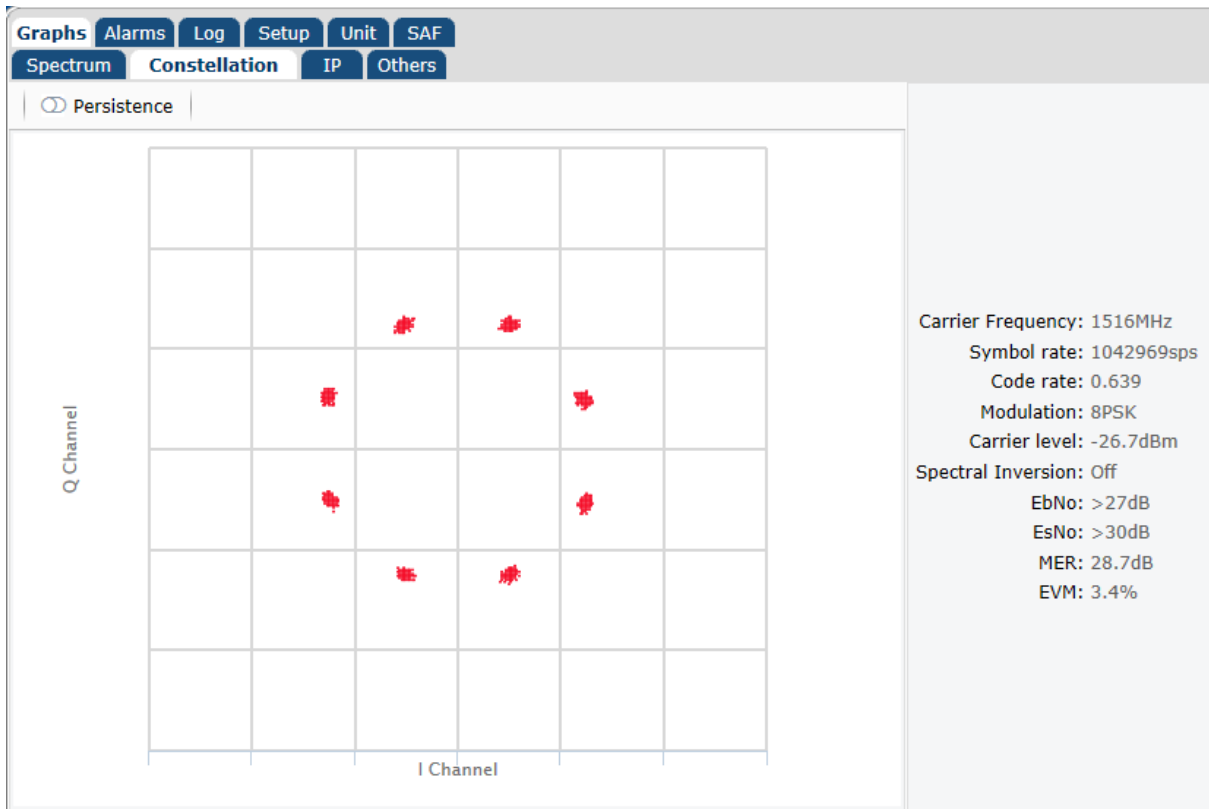 Graphs Alarms Log Setup Unit SAF
Spectrum Constellation IP Others
Persistence
Q Channel
I Channel
Carrier Frequency: 1516MHz
Symbol rate: 1042969sps
Code rate: 0.639
Modulation: 8PSK
Carrier level: -26.7dBm
Spectral Inversion: Off
EbNo: >27dB
EsNo: >30dB
MER: 28.7dB
EVM: 3.4%